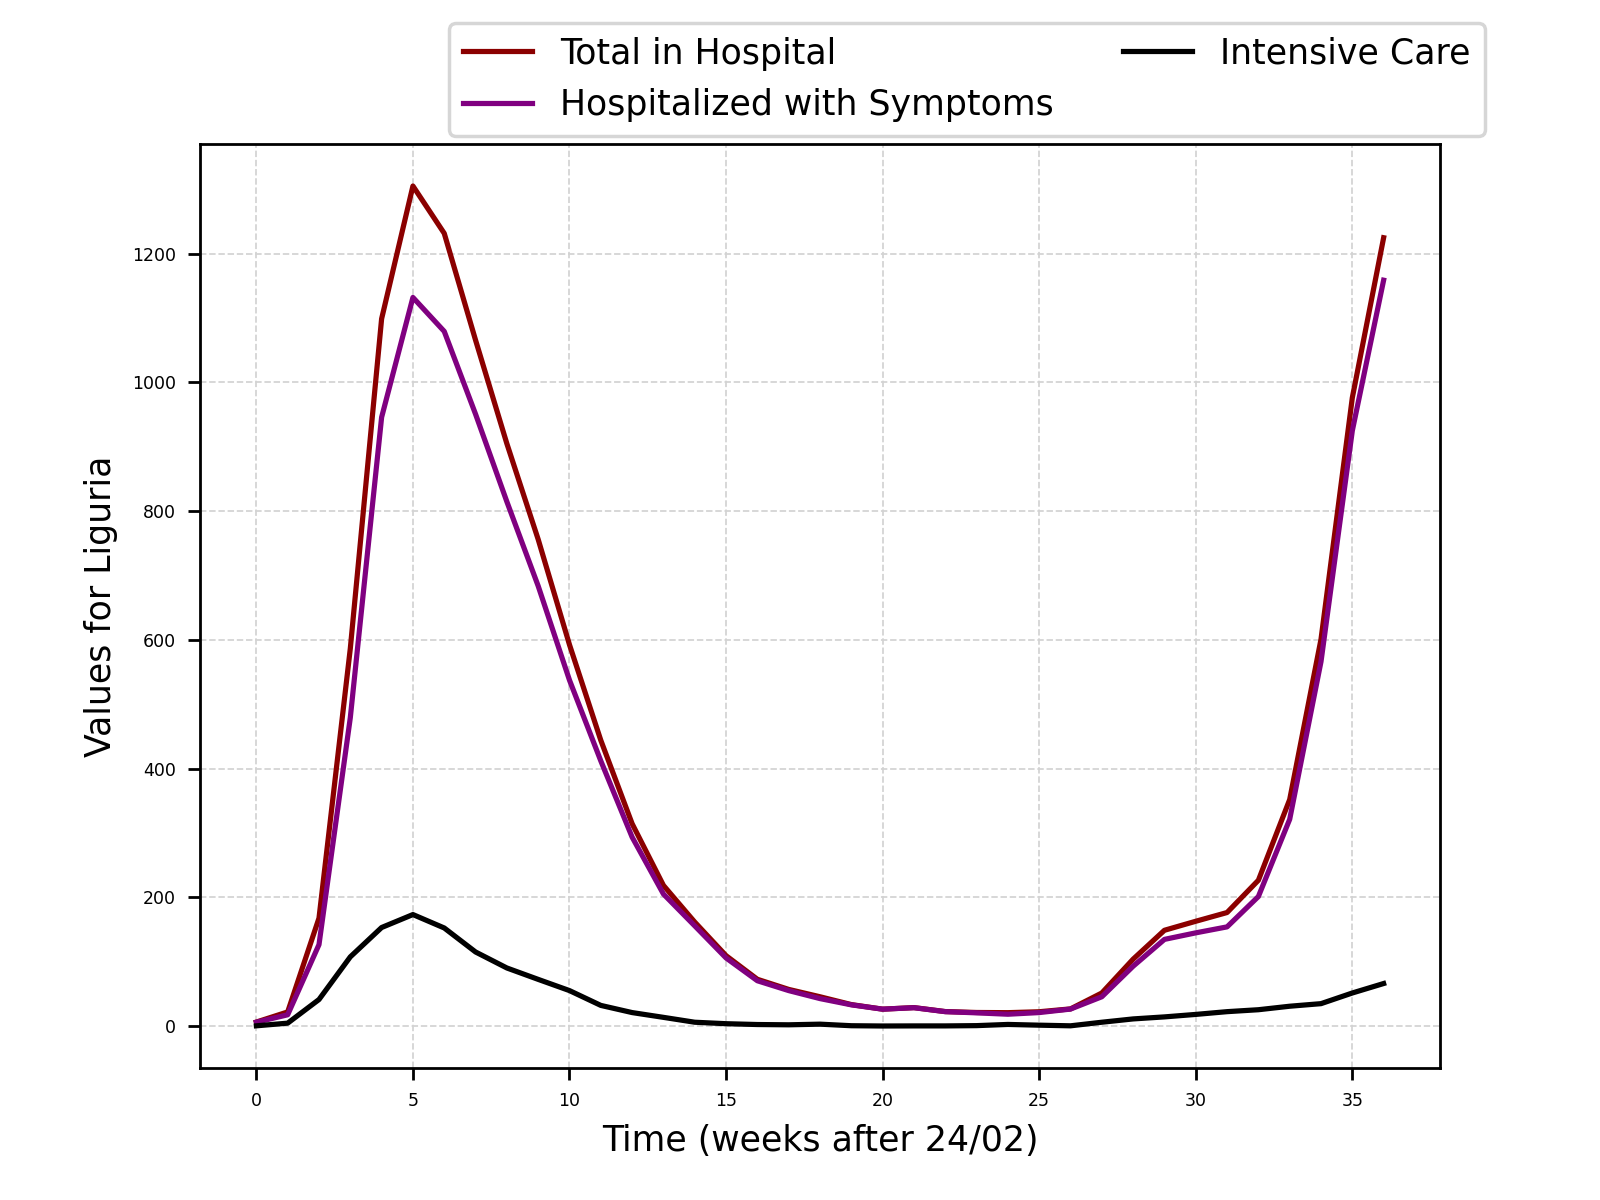 Total in Hospital
Hospitalized with Symptoms
Intensive Care
Values for Liguria
1200
1000
800
600
400
200
0
0 5 10 15 20 25 30 35
Time (weeks after 24/02)